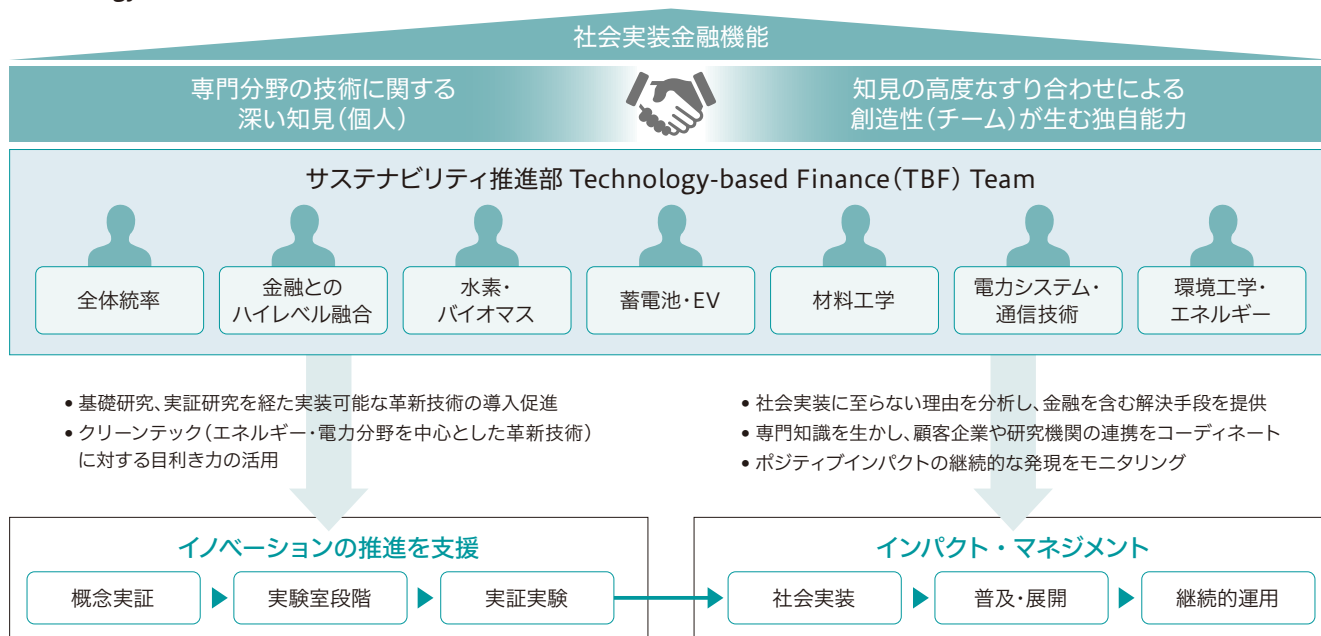 社会実装金融機能
専門分野の技術に関する
深い知見(個人)
知見の高度なすり合わせによる
創造性(チーム)が生む独自能力
サステナビリティ推進部 Technology-based Finance(TBF) Team
全体統率
金融との
ハイレベル融合
水素・
バイオマス
蓄電池・EV
材料工学
電力システム・
通信技術
環境工学・
エネルギー
• 基礎研究、実証研究を経た実装可能な革新技術の導入促進
• クリーンテック(エネルギー・電力分野を中心とした革新技術)
に対する目利き力の活用
• 社会実装に至らない理由を分析し、金融を含む解決手段を提供
• 専門知識を生かし、顧客企業や研究機関の連携をコーディネート
• ポジティブインパクトの継続的な発現をモニタリング
イノベーションの推進を支援
概念実証
実験室段階
実証実験
インパクト・マネジメント
社会実装
普及・展開
継続的運用